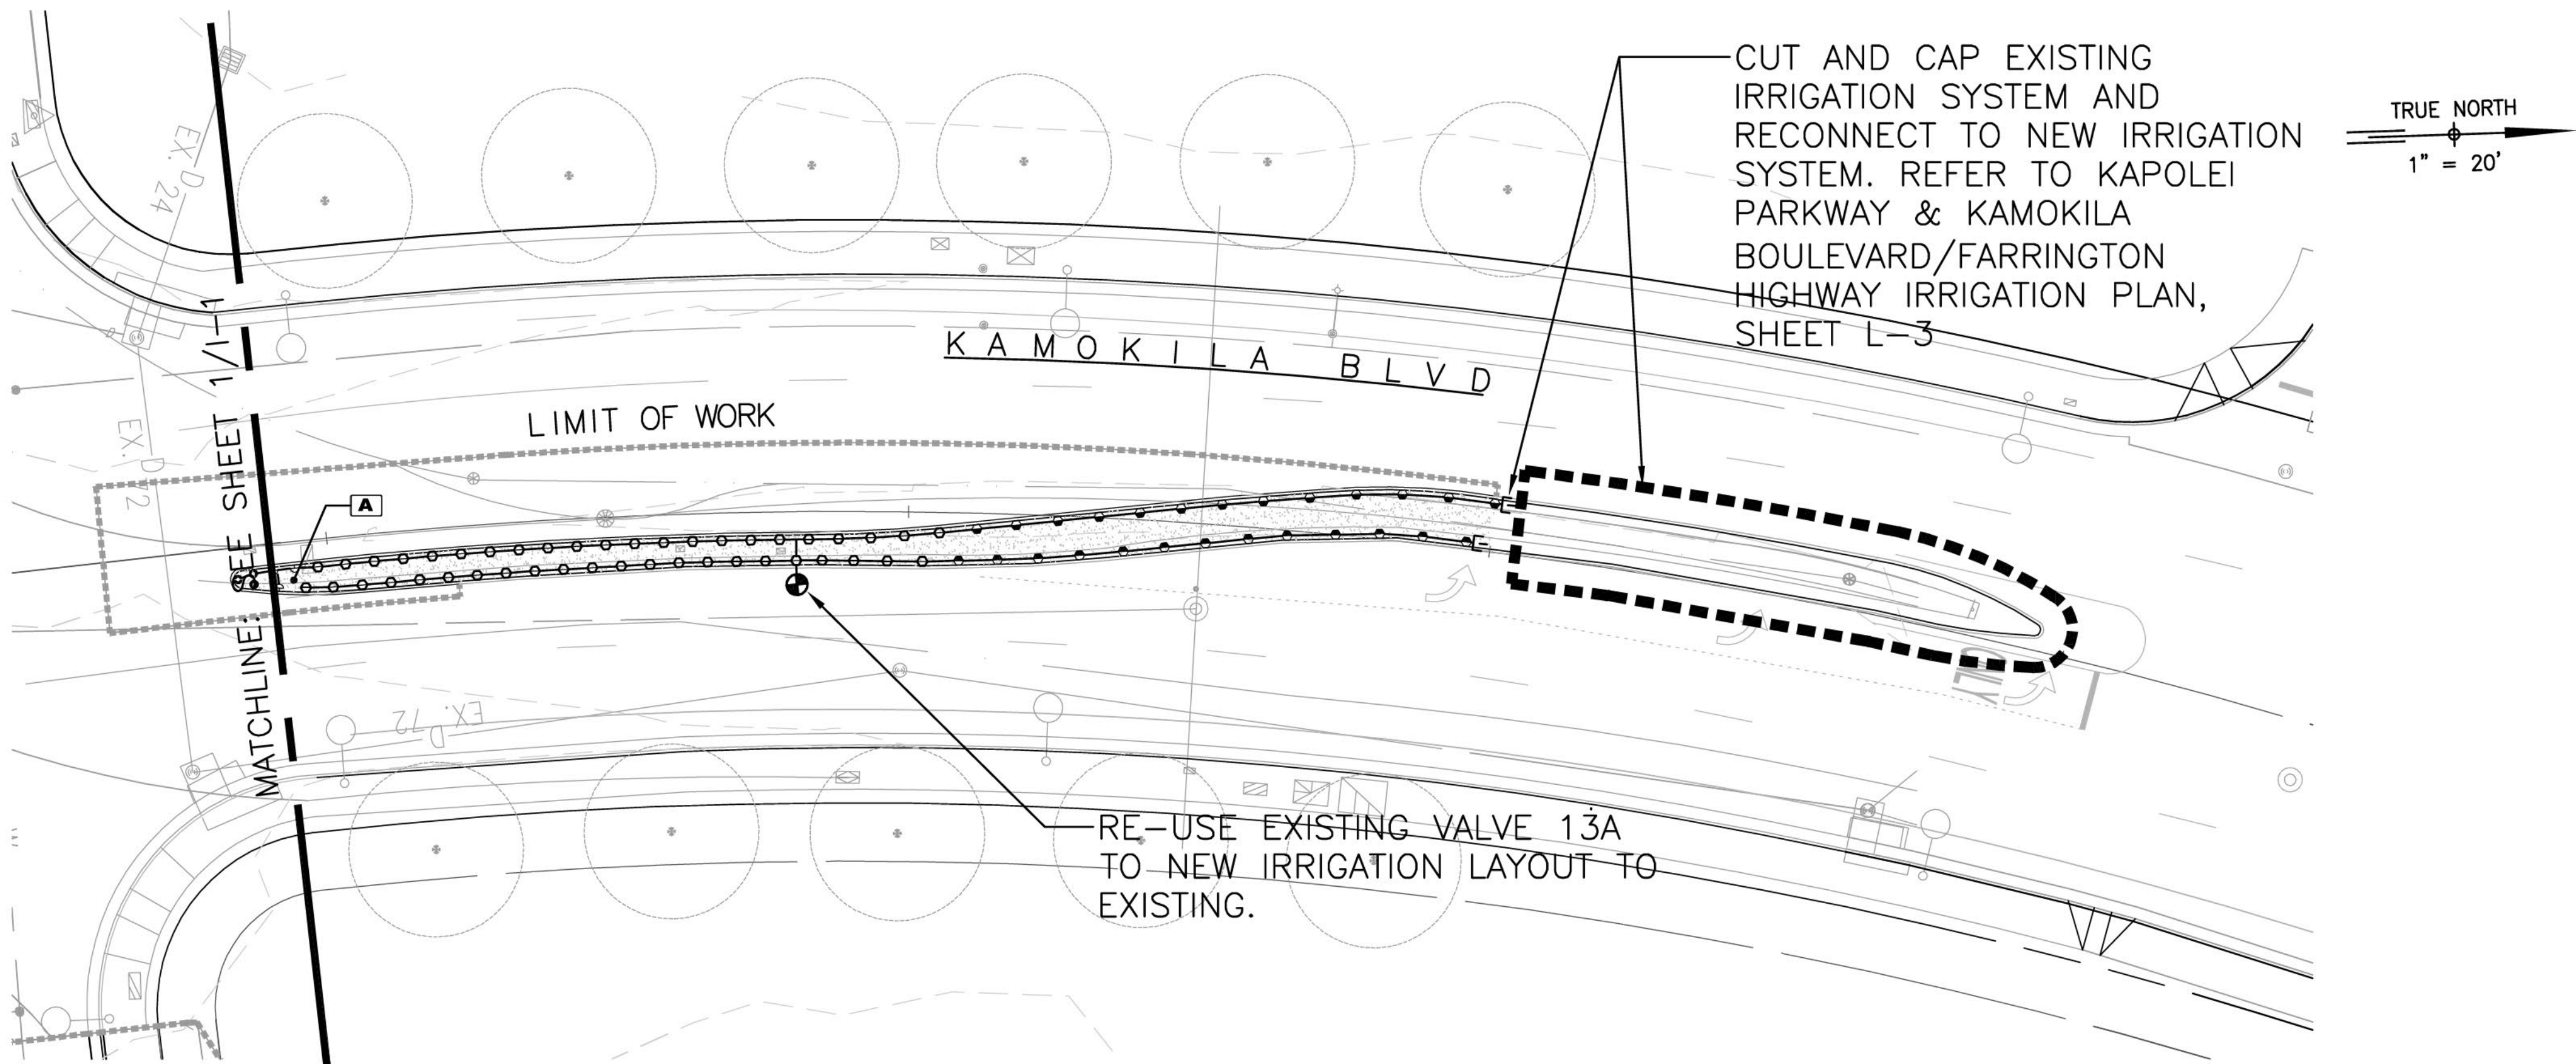 CUT AND CAP EXISTING
IRRIGATION SYSTEM AND
RECONNECT TO NEW IRRIGATION
SYSTEM. REFER TO KAPOLEI
PARKWAY & KAMOKILA
BOULEVARD/FARRINGTON
HIGHWAY IRRIGATION PLAN,
SHEET L-3
TRUE NORTH
1" = 20'
EX. D 24
KAMOKILA BLVD
LIMIT OF WORK
MATCHLINE: SEE SHEET 1/I-1
EX. D 72
A
ONLY
EX. D 72
RE-USE EXISTING VALVE 13A
TO NEW IRRIGATION LAYOUT TO
EXISTING.